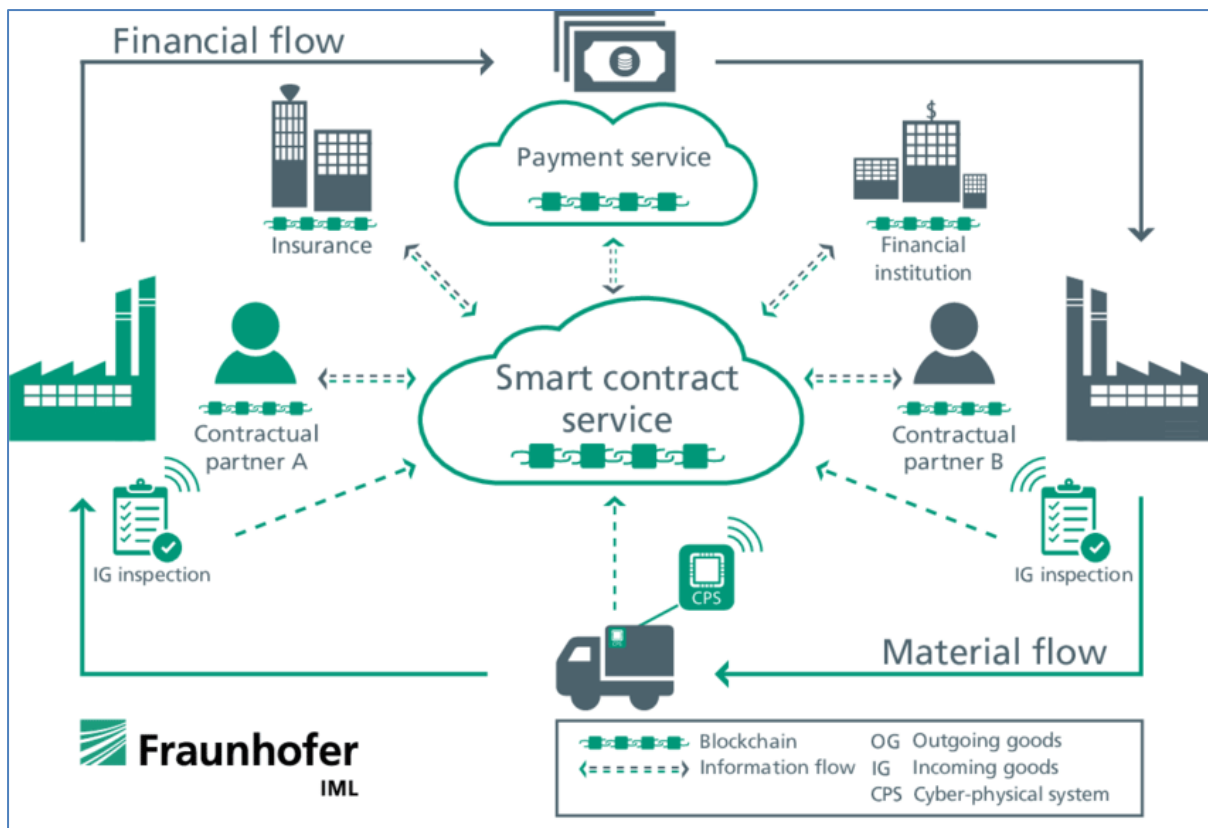 Financial flow
Payment service
Insurance
$
Financial
institution
Smart contract
service
Contractual
partner A
Contractual
partner B
IG inspection
IG inspection
CPS
Material flow
Fraunhofer
IML
Blockchain
Information flow
OG Outgoing goods
IG Incoming goods
CPS Cyber-physical system